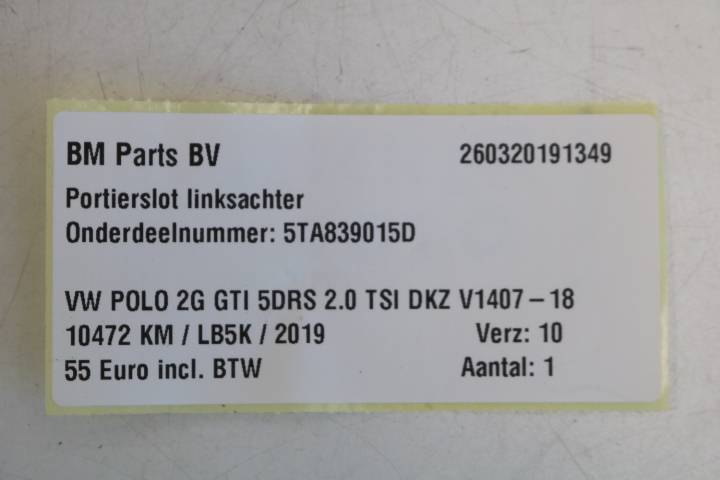 BM Parts BV 260320191349
Portierslot linksachter
Onderdeelnummer: 5TA839015D
VW POLO 2G GTI 5DRS 2.0 TSI DKZ V1407-18
10472 KM / LB5K / 2019 Verz: 10
55 Euro incl. BTW Aantal: 1